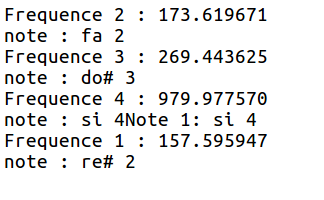 Frequence 2 : 173.619671
note : fa 2
Frequence 3 : 269.443625
note : do# 3
Frequence 4 : 979.977570
note : si 4Note 1: si 4
Frequence 1 : 157.595947
note : re# 2